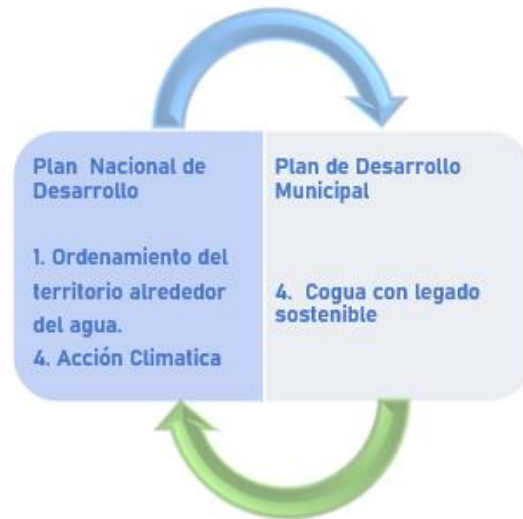 Plan Nacional de
Desarrollo
1. Ordenamiento del
territorio alrededor
del agua.
4. Acción Climatica
Plan de Desarrollo
Municipal
4. Cogua con legado
sostenible